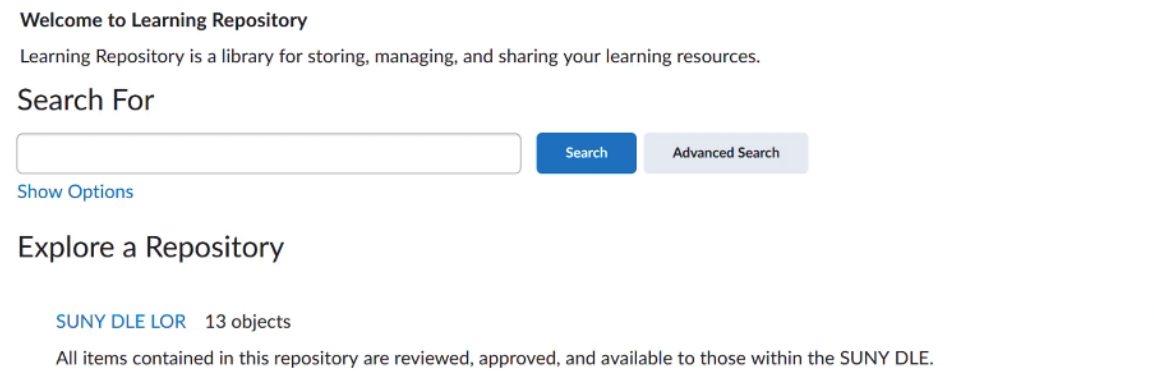 Welcome to Learning Repository
Learning Repository is a library for storing, managing, and sharing your learning resources.
Search For
Search Advanced Search
Show Options
Explore a Repository
SUNY DLE LOR 13 objects
All items contained in this repository are reviewed, approved, and available to those within the SUNY DLE.